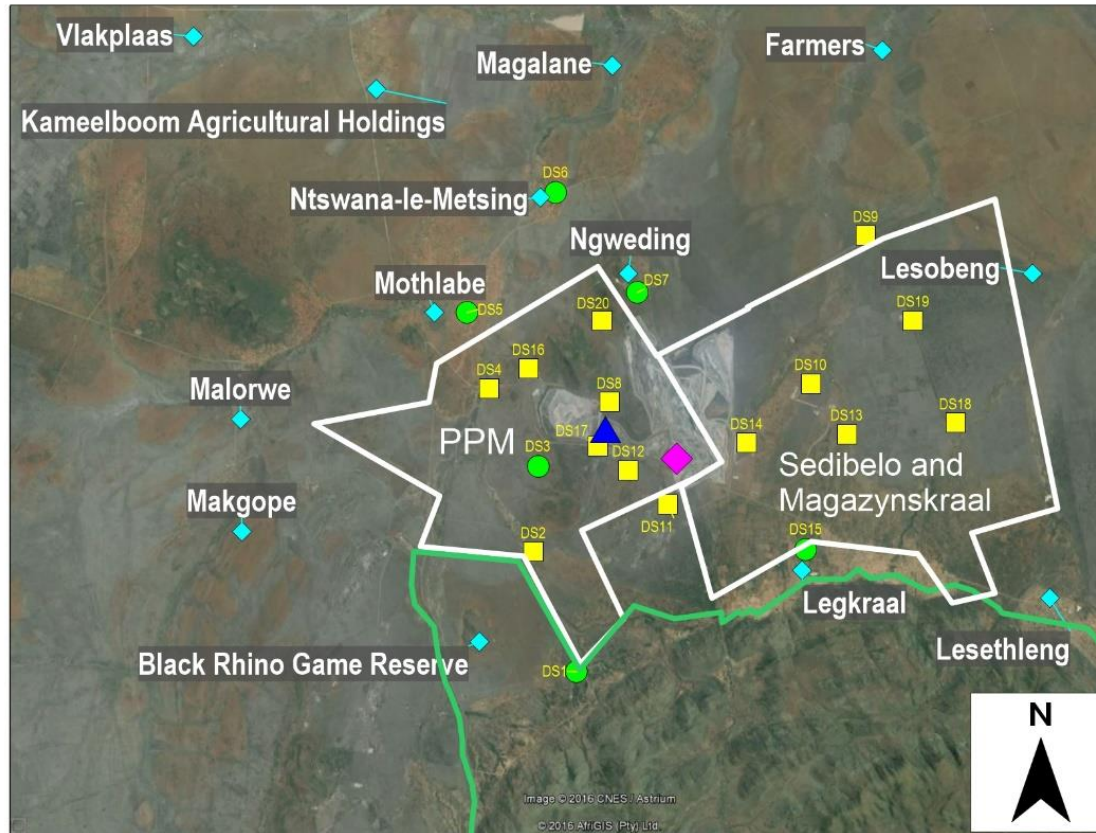 Vlakplaas
Magalane
Farmers
Kameelboom Agricultural Holdings
DS6
Ntswana-le-Metsing
DS9
Ngweding
Lesobeng
Mothlabe
DS7
DS5
DS20
DS19
DS16
DS4
DS10
DS8
Malorwe
DS18
DS13
DS14
DS17
PPM
DS12
DS3
Sedibelo and
Magazynskraal
Makgope
DS11
DS2
DS15
Legkraal
Lesethleng
Black Rhino Game Reserve
DS1
N
Image © 2016 CNES / Astrium
© 2016 AfriGIS (Pty) Ltd.